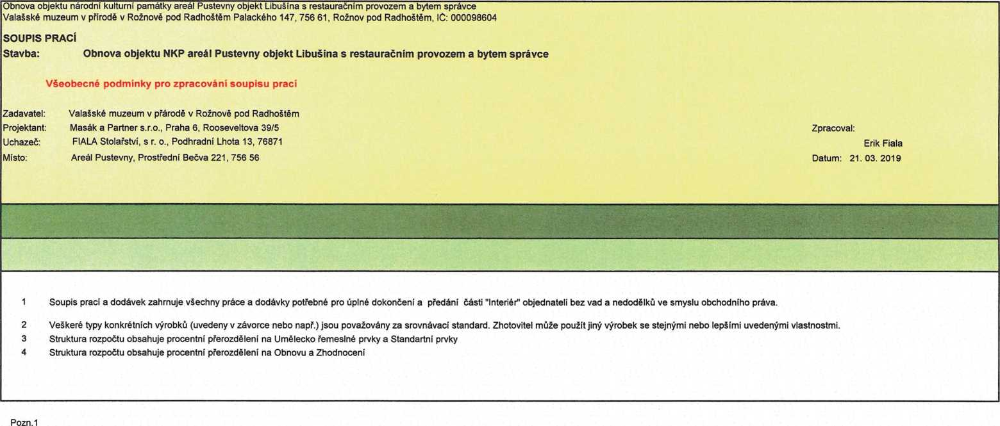 Obnova objektu národní kulturní památky areál Pustevny objekt Libušína s restauračním provozem a bytem správce
Valašské muzeum v přírodě v Rožnově pod Radhoštěm Palackého 147, 756 61, Rožnov pod Radhoštěm, IČ: 000098604
SOUPIS PRACÍ
Stavba: Obnova objektu NKP areál Pustevny objekt Libušína s restauračním provozem a bytem správce
Všeobecné podmínky pro zpracování soupisu prací
Zadavatel: Valašské muzeum v přárodě v Rožnově pod Radhoštěm
Projektant: Masák a Partner s.r.o., Praha 6, Rooseveltova 39/5 Zpracoval:
Uchazeč: FIALA Stolařství, s r. o., Podhradní Lhota 13, 76871 Erik Fiala
Místo: Areál Pustevny, Prostřední Bečva 221, 756 56 Datum: 21. 03. 2019
1 Soupis prací a dodávek zahrnuje všechny práce a dodávky potřebné pro úplné dokončení a předání části "Interiér" objednateli bez vad a nedodělků ve smyslu obchodního práva.
2 Veškeré typy konkrétních výrobků (uvedeny v závorce nebo např.) jsou považovány za srovnávací standard. Zhotovitel může použít jiný výrobek se stejnými nebo lepšími uvedenými vlastnostmi.
3 Struktura rozpočtu obsahuje procentní přerozdělení na Umělecko řemeslné prvky a Standartní prvky
4 Struktura rozpočtu obsahuje procentní přerozdělení na Obnovu a Zhodnocení
Pozn.1